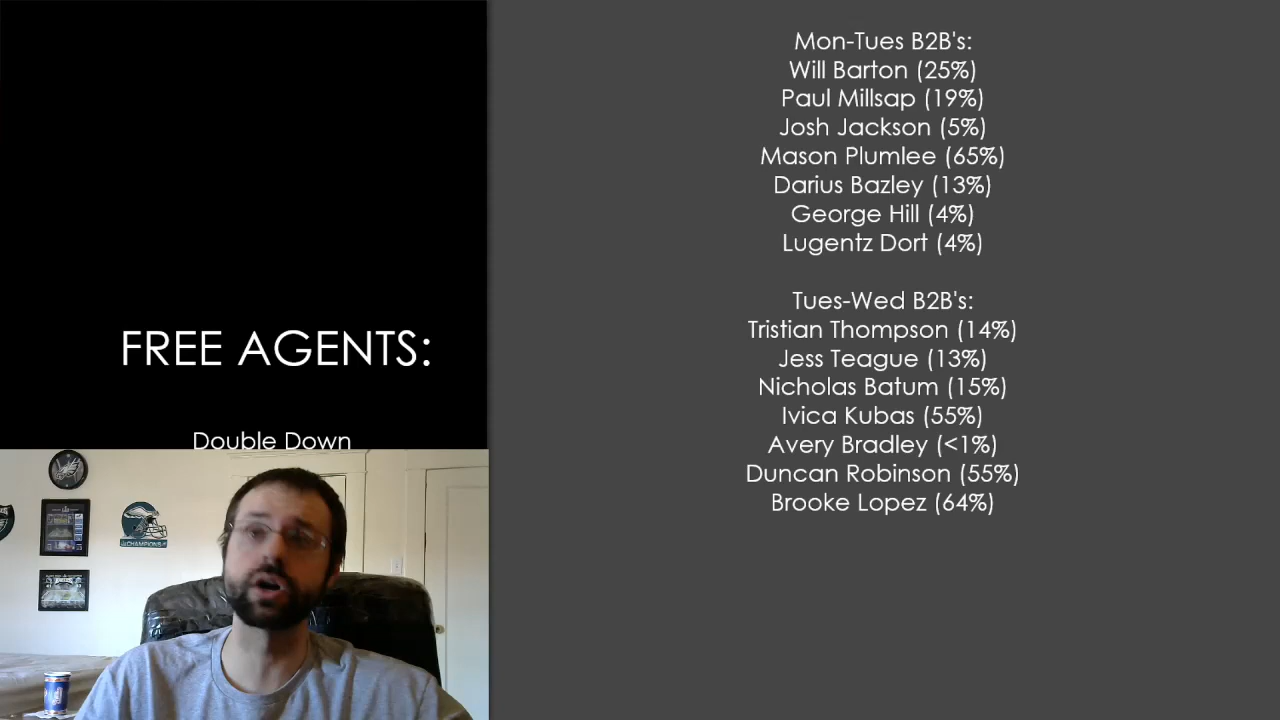 FREE AGENTS:
Double Down
Mon-Tues B2B's:
Will Barton (25%)
Paul Millsap (19%)
Josh Jackson (5%)
Mason Plumlee (65%)
Darius Bazley (13%)
George Hill (4%)
Lugentz Dort (4%)
Tues-Wed B2B's:
Tristian Thompson (14%)
Jess Teague (13%)
Nicholas Batum (15%)
Ivica Kubas (55%)
Avery Bradley (<1%)
Duncan Robinson (55%)
Brooke Lopez (64%)